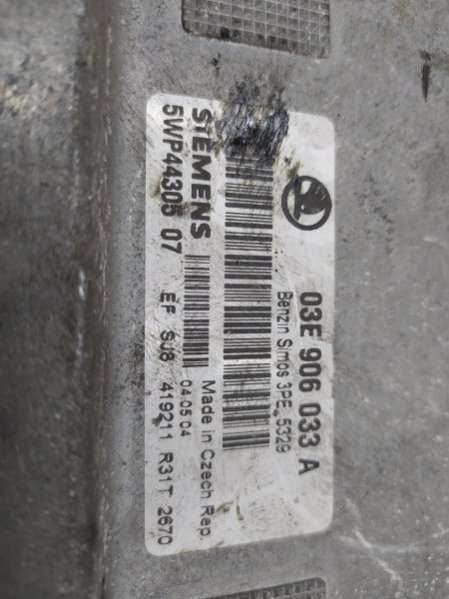 03E 906 033 A
Benzin Simos 3PE 5329
SIEMENS
Made in Czech Rep.
04 05 04
5WP44305 07
EF SJ8 419211 R31T 2670